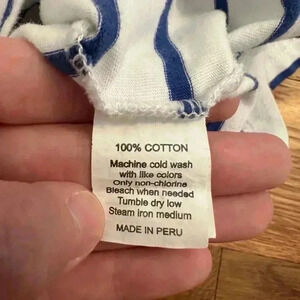 100% COTTON
Machine cold wash
with like colors
Only non-chlorine
Bleach when needed
Tumble dry low
Steam iron medium
MADE IN PERU